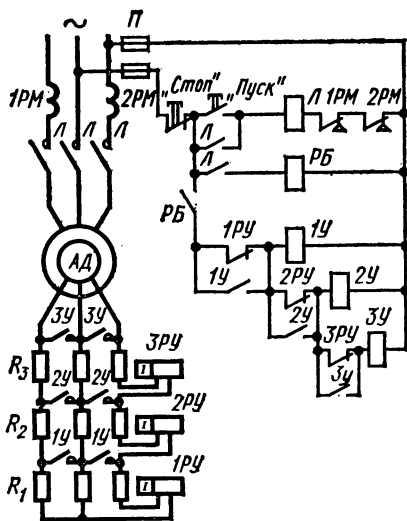 П
~
1РМ
2РМ
"Стоп"
"Пуск"
Л
1РМ
2РМ
Л
Л
Л
Л
Л
РБ
РБ
1РУ
1У
1У
2РУ
2У
2У
3РУ
3У
3У
АД
3У
3У
3РУ
I
R3
2У
2У
2РУ
I
R2
1У
1У
1РУ
I
R1